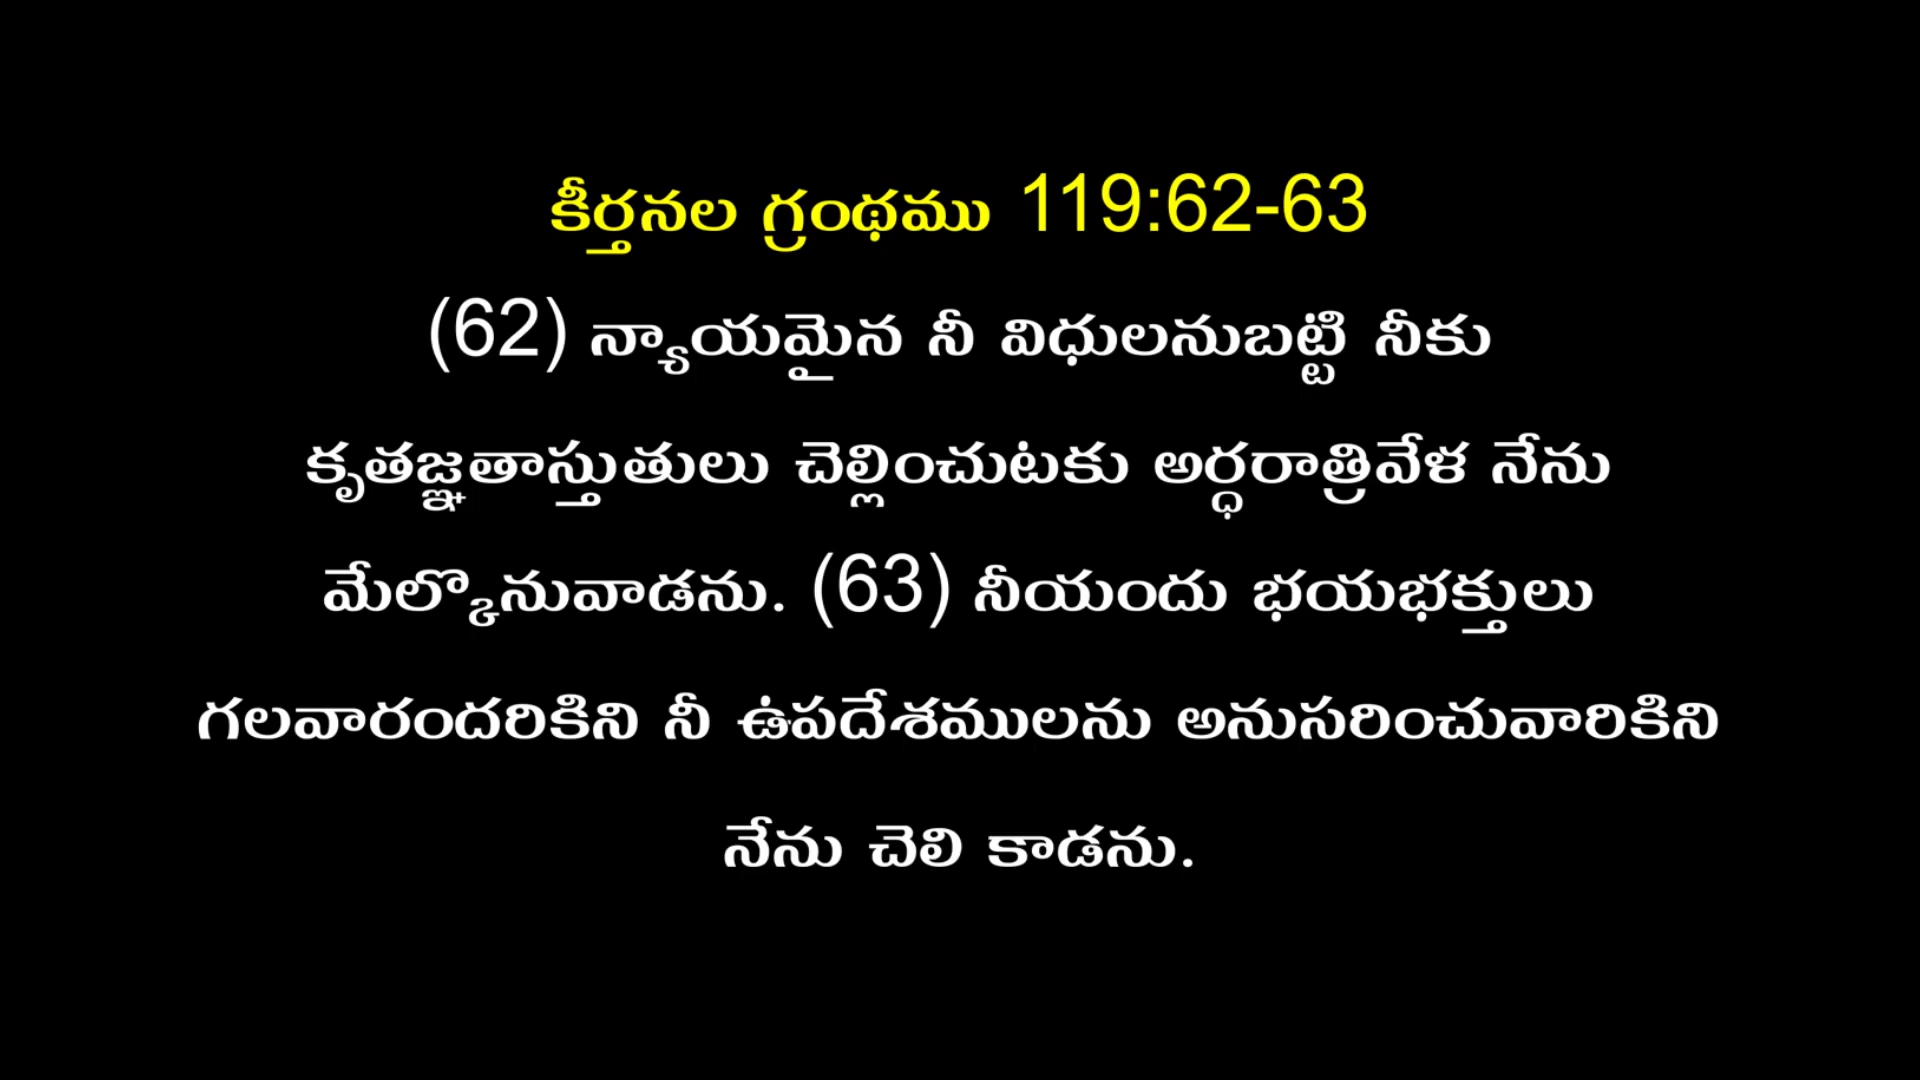 కీర్తనల గ్రంథము 119:62-63
(62) న్యాయమైన నీ విధులనుబట్టి నీకు
కృతజ్ఞతాస్తుతులు చెల్లించుటకు అర్ధరాత్రివేళ నేను
మేల్కొనువాడను. (63) నీయందు భయభక్తులు
గలవారందరికిని నీ ఉపదేశములను అనుసరించువారికిని
నేను చెలి కాడను.